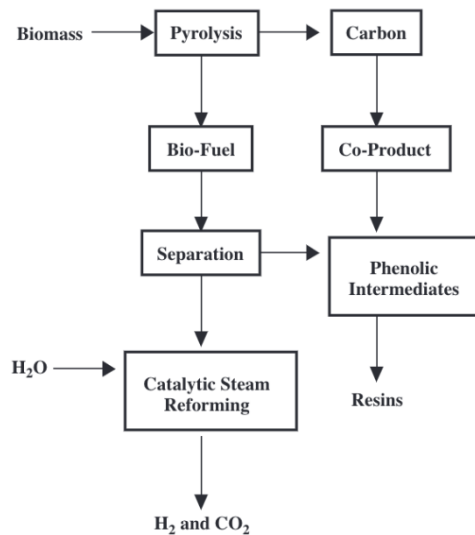 Biomass
Pyrolysis
Carbon
Bio-Fuel
Co-Product
Separation
Phenolic
Intermediates
H₂O
Catalytic Steam
Reforming
Resins
H₂ and CO₂